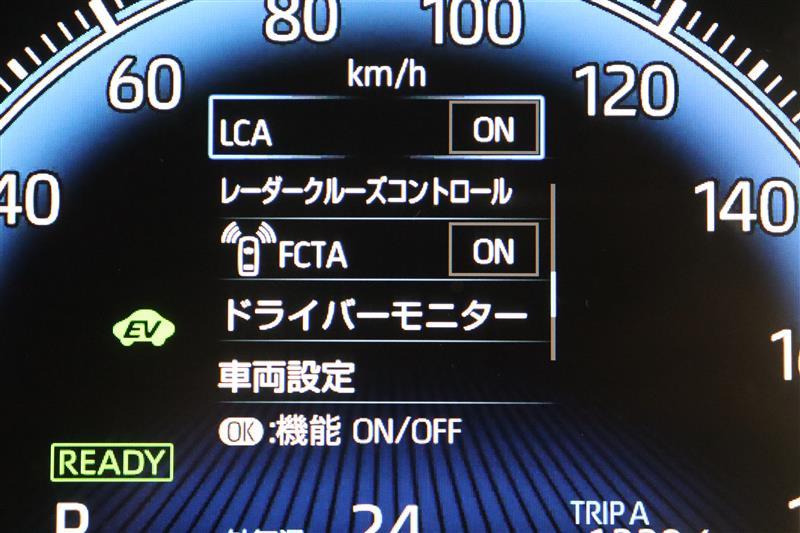 80 100
km/h
60 120
LCA ON
レーダークルーズコントロール
40 140
FCTA ON
ドライバーモニター
EV
車両設定
OK:機能 ON/OFF
READY
TRIP A
P 24